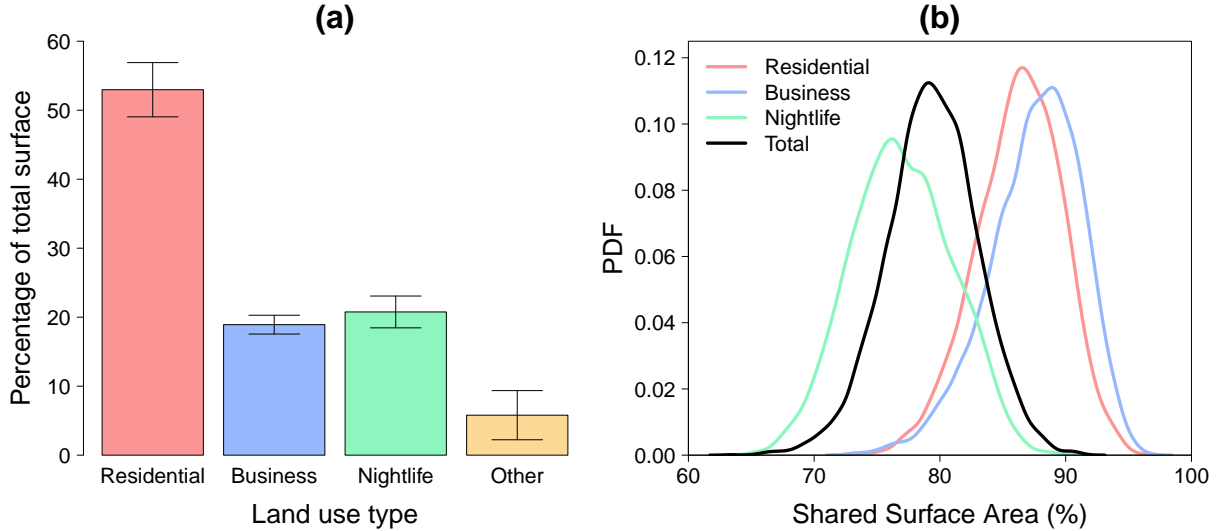 (a)
Percentage of total surface
60
50
40
30
20
10
0
Residential
Business
Nightlife
Other
Land use type
(b)
PDF
0.12
0.10
0.08
0.06
0.04
0.02
0.00
Residential
Business
Nightlife
Total
60
70
80
90
100
Shared Surface Area (%)